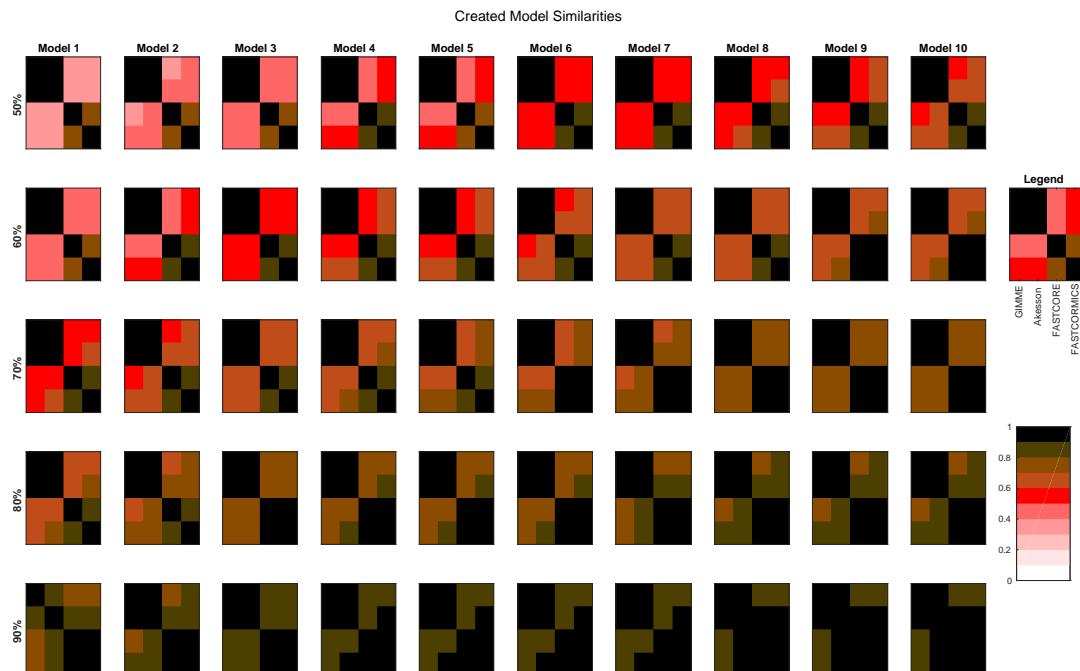 Created Model Similarities
Model 1 Model 2 Model 3 Model 4 Model 5 Model 6 Model 7 Model 8 Model 9 Model 10
50%
60%
Legend
GIMME
Akesson
FASTCORE
FASTCORMICS
70%
80%
1
0.8
0.6
0.4
0.2
0
90%